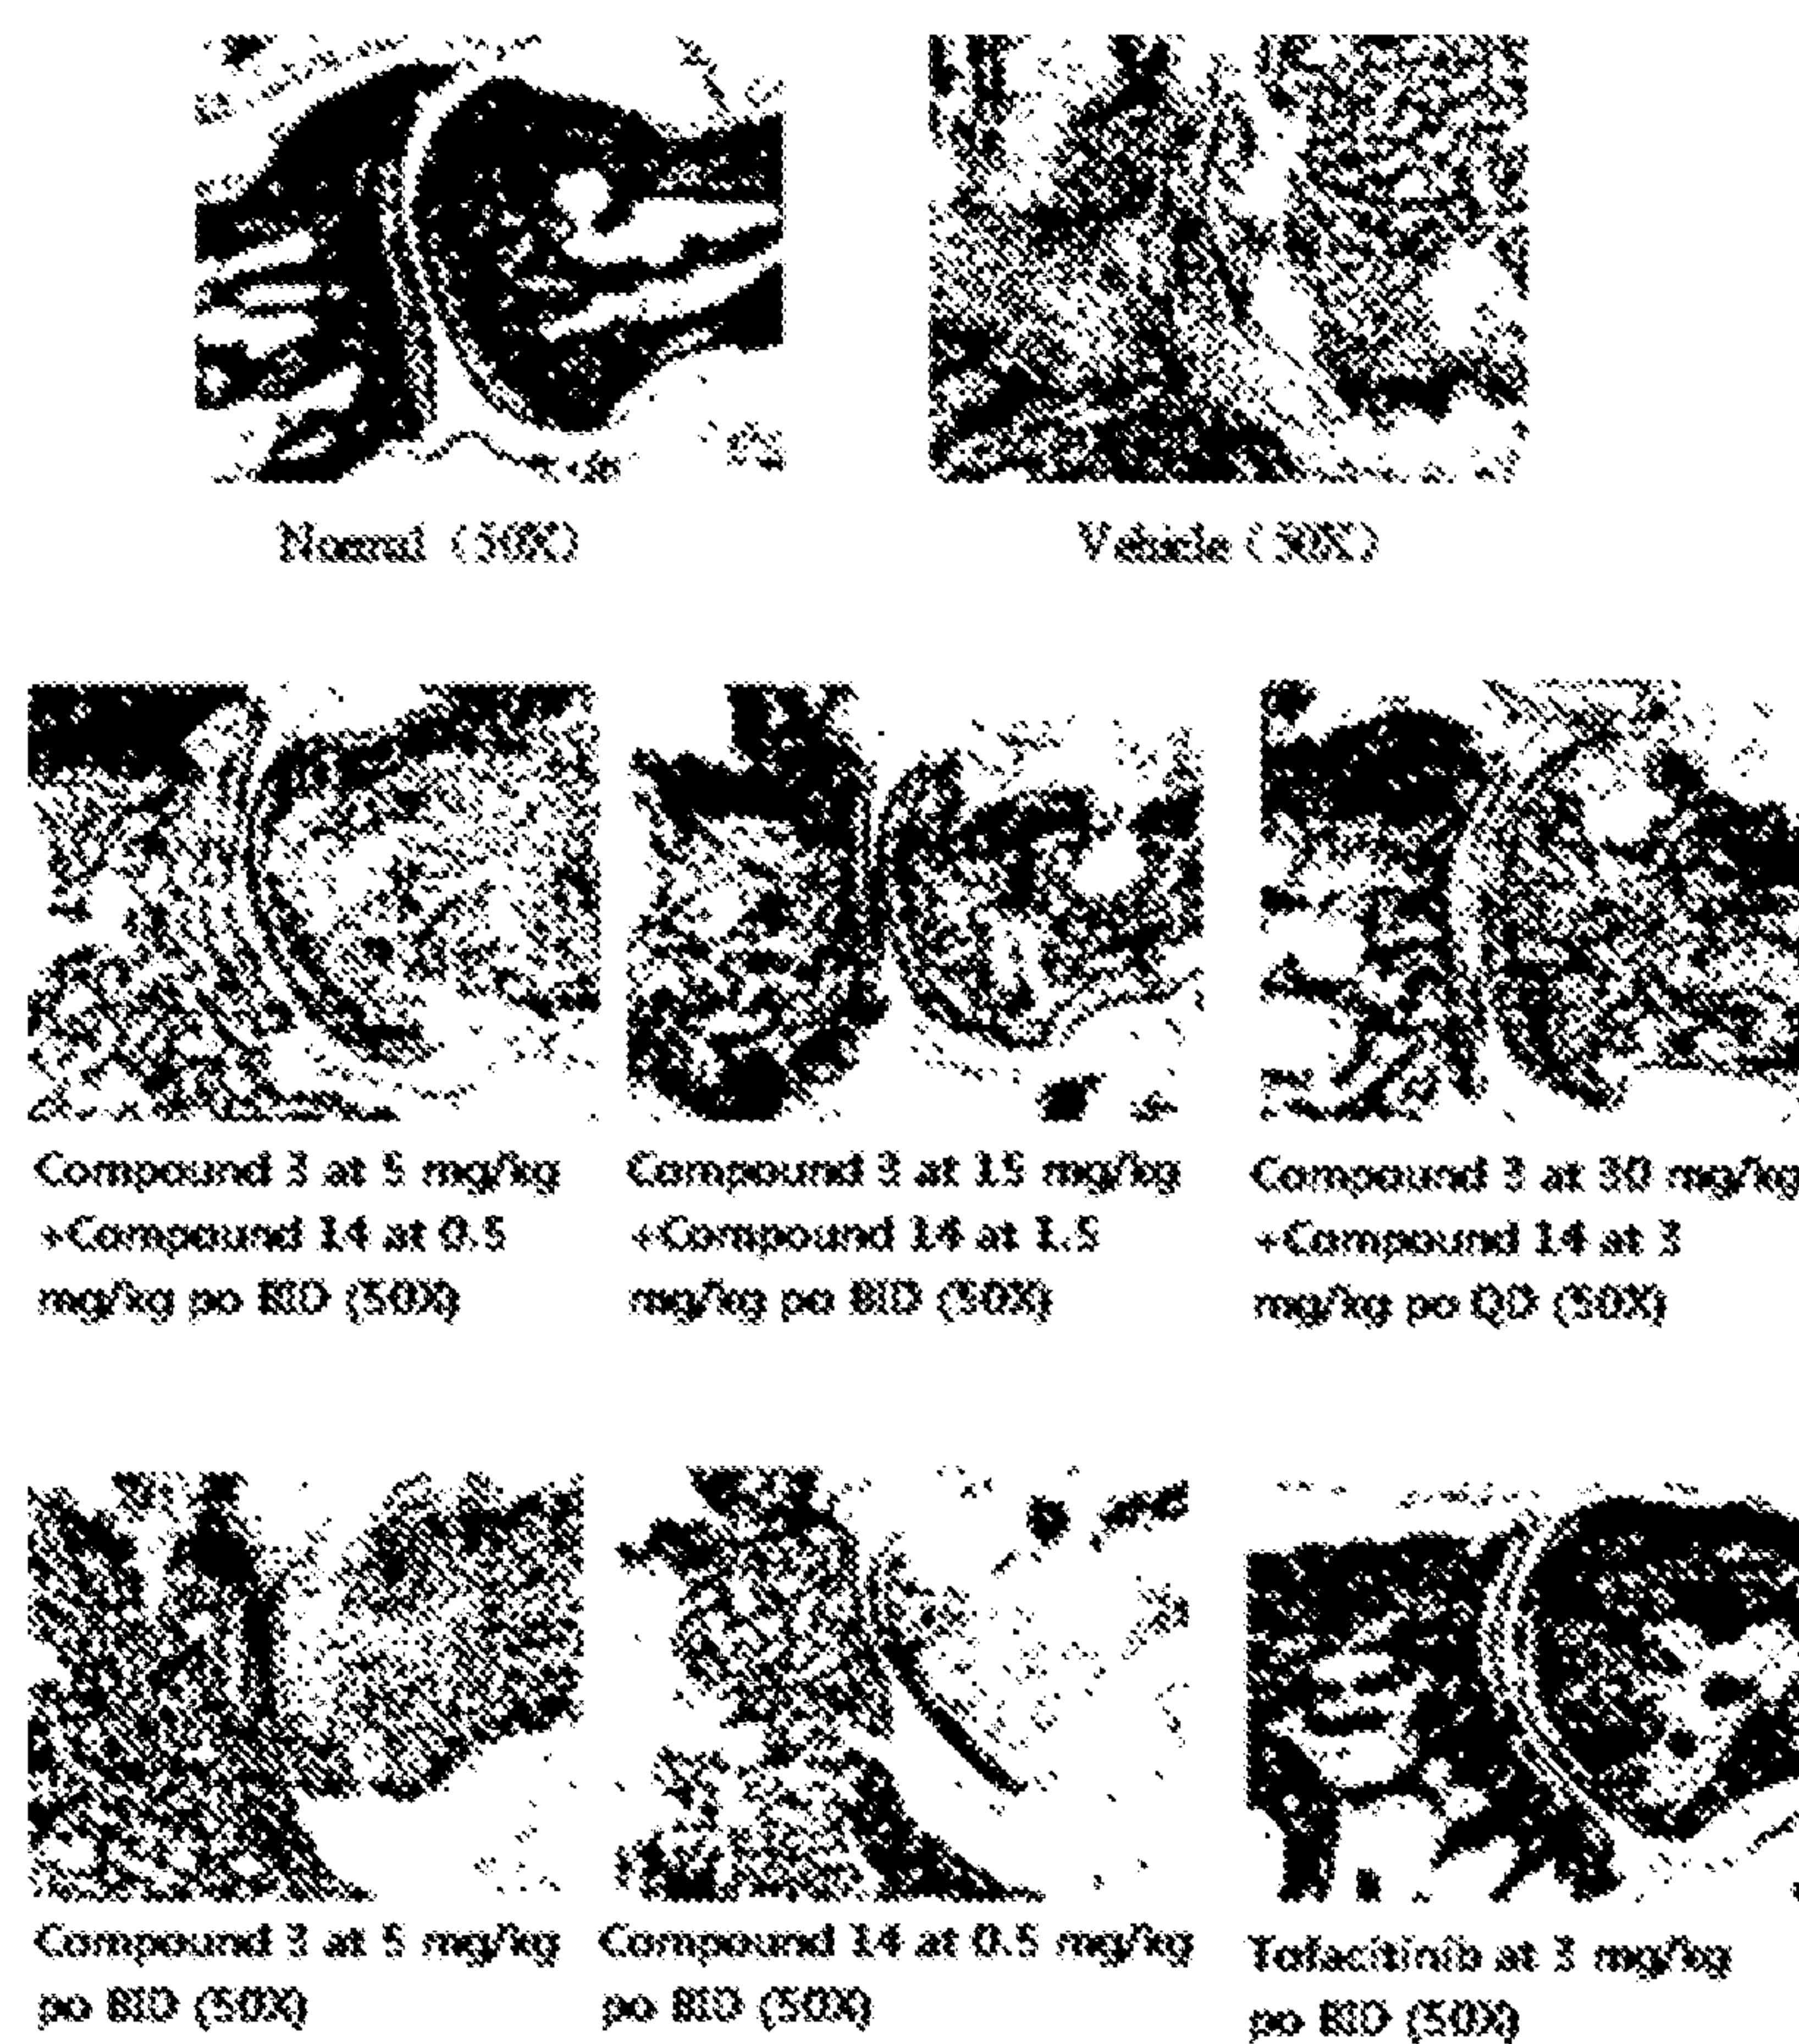 Normal (50X)
Vehicle (50X)
Compound 3 at 5 mg/kg
+Compound 14 at 0.5
mg/kg po BID (50X)
Compound 3 at 15 mg/kg
+Compound 14 at 1.5
mg/kg po BID (50X)
Compound 3 at 30 mg/kg
+Compound 14 at 3
mg/kg po QD (50X)
Compound 3 at 5 mg/kg
po BID (50X)
Compound 14 at 0.5 mg/kg
po BID (50X)
Tofacitinib at 3 mg/kg
po BID (50X)